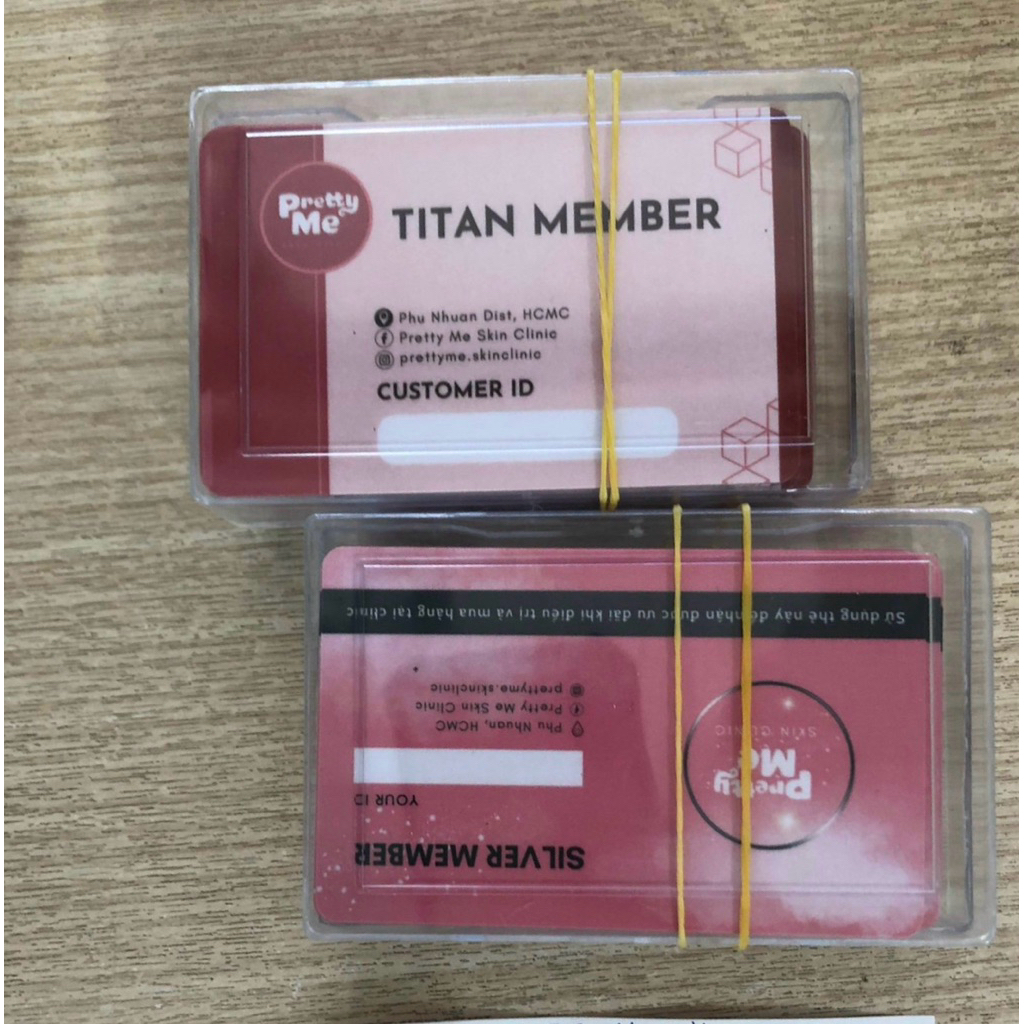 Pretty
Me
TITAN MEMBER
Phu Nhuan Dist, HCMC
Pretty Me Skin Clinic
prettyme.skinclinic
CUSTOMER ID
Pretty
Me
SKIN CLINIC
SILVER MEMBER
YOUR ID
Phu Nhuan, HCMC
Pretty Me Skin Clinic
prettyme.skinclinic
Sử dụng thẻ này để nhận được ưu đãi khi điều trị và mua hàng tại clinic